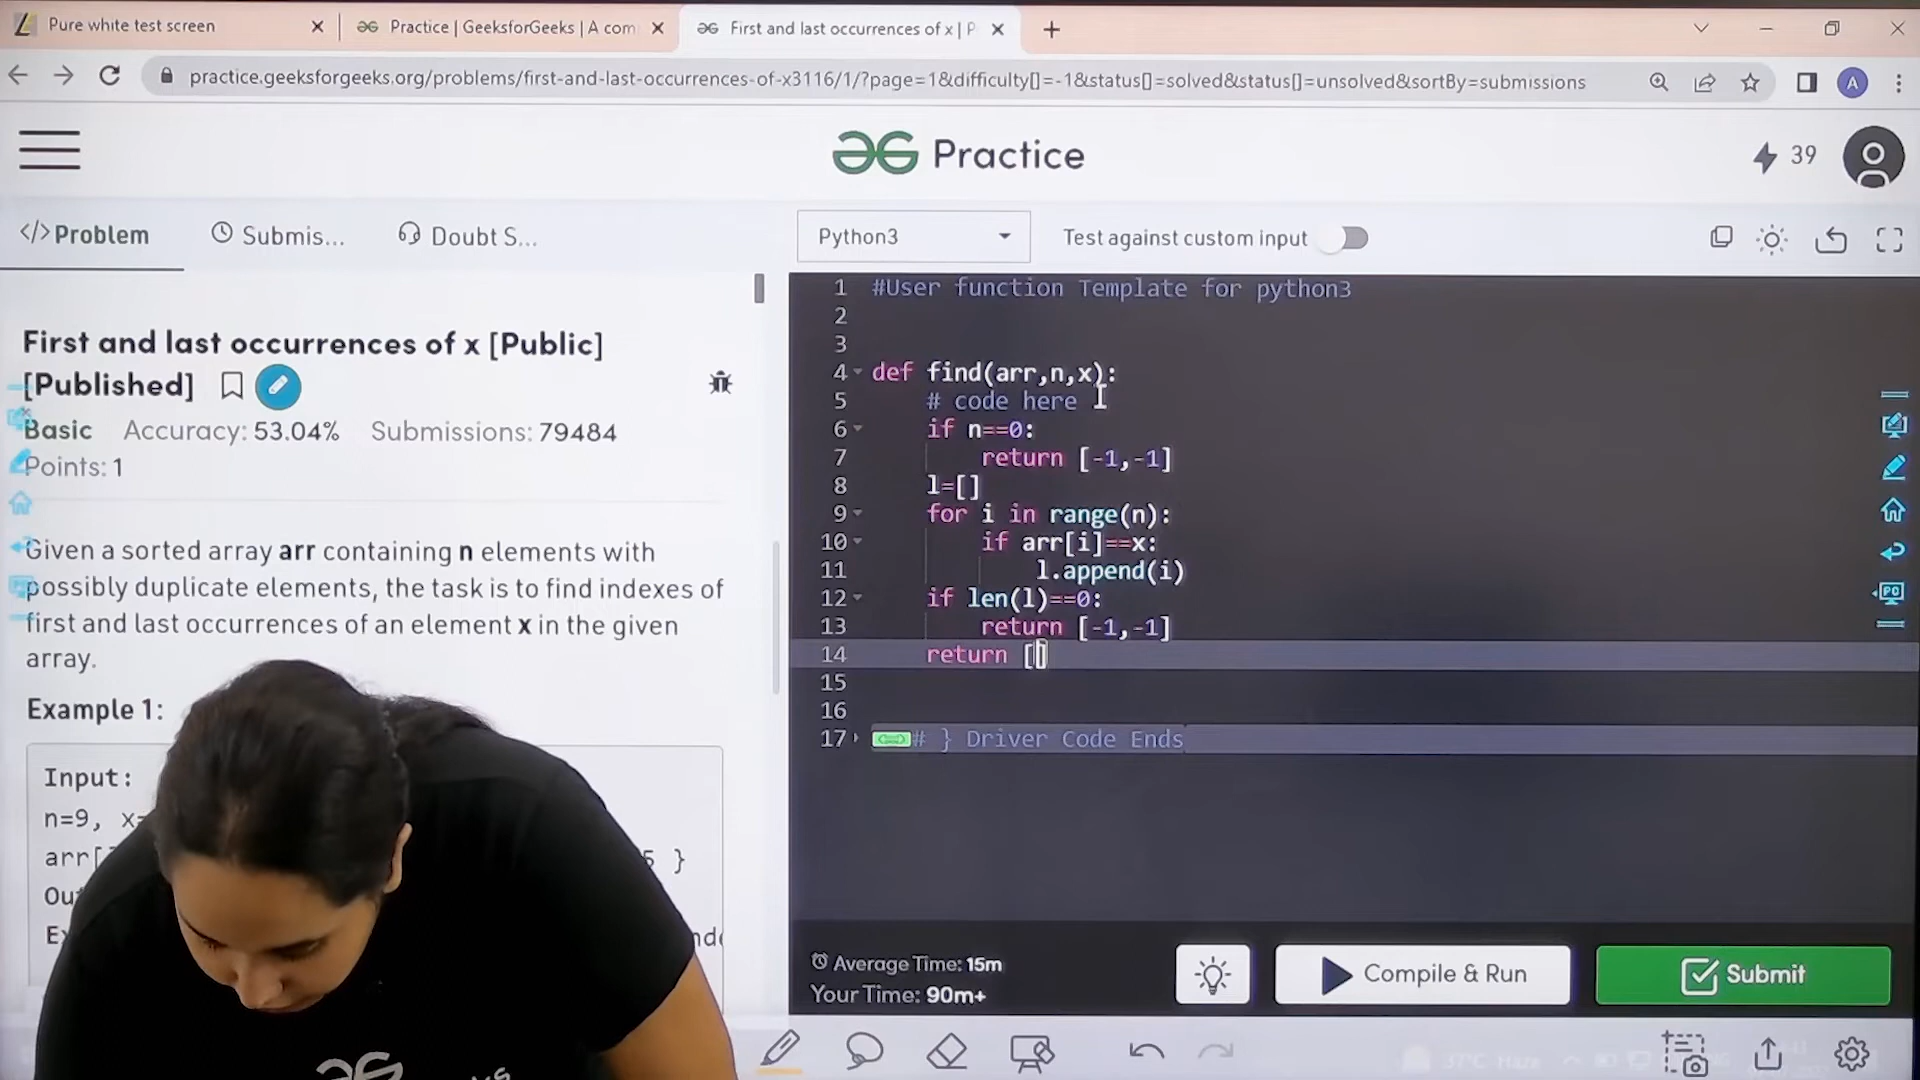 Pure white test screen
Practice | GeeksforGeeks | A com
First and last occurrences of x | P
practice.geeksforgeeks.org/problems/first-and-last-occurrences-of-x3116/1/?page=1&difficulty[]=-1&status[]=solved&status[]=unsolved&sortBy=submissions
A
Practice
39
</> Problem
Submis...
Doubt S...
Python3
Test against custom input
First and last occurrences of x [Public]
[Published]
Basic Accuracy: 53.04% Submissions: 79484
Points: 1
Given a sorted array arr containing n elements with
possibly duplicate elements, the task is to find indexes of
first and last occurrences of an element x in the given
array.
Example 1:
Input:
n=9, x=
arr[
5 }
1 #User function Template for python3
2
3
4 def find(arr,n,x):
5 # code here
6 if n==0:
7 return [-1,-1]
8 l=[]
9 for i in range(n):
10 if arr[i]==x:
11 l.append(i)
12 if len(l)==0:
13 return [-1,-1]
14 return []
15
16
17 # } Driver Code Ends
Average Time: 15m
Your Time: 90m+
Compile & Run
Submit
37°C Haze